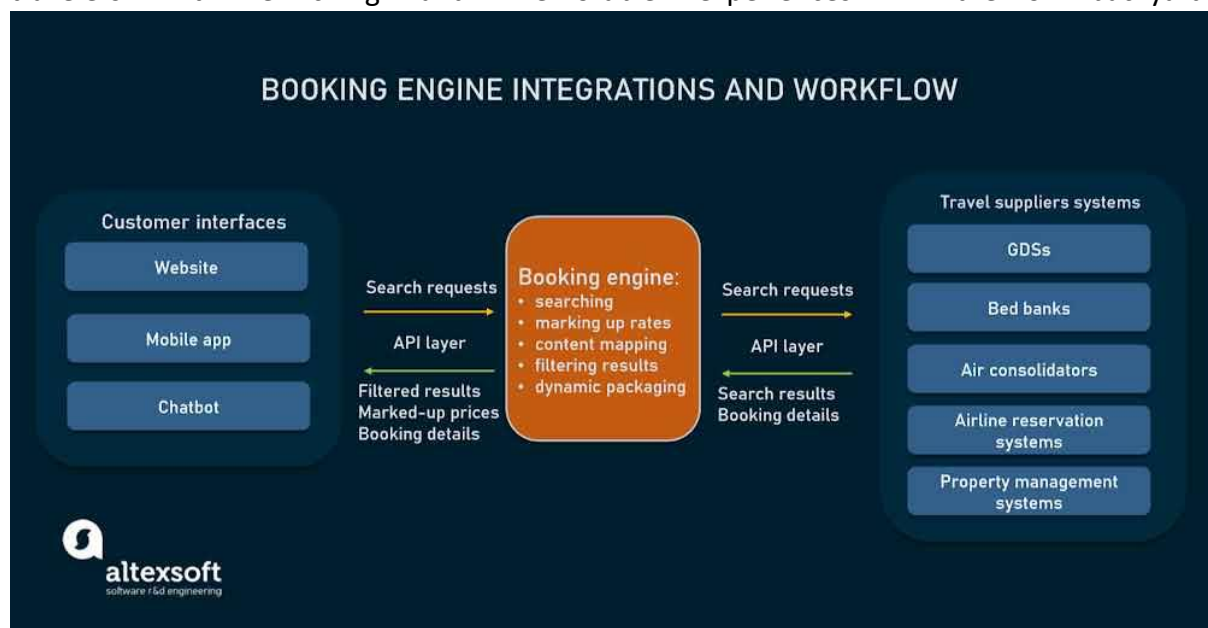 BOOKING ENGINE INTEGRATIONS AND WORKFLOW
Customer interfaces
Website
Mobile app
Chatbot
Search requests
API layer
Filtered results
Marked-up prices
Booking details
Booking engine:
• searching
• marking up rates
• content mapping
• filtering results
• dynamic packaging
Search requests
API layer
Search results
Booking details
Travel suppliers systems
GDSs
Bed banks
Air consolidators
Airline reservation
systems
Property management
systems
altexsoft
software r&d engineering